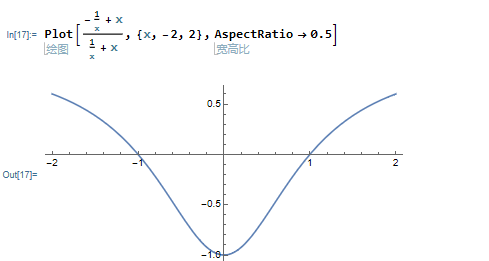 In[17]:= Plot[(-1/x + x)/(1/x + x), {x, -2, 2}, AspectRatio → 0.5]
绘图 宽高比
0.5
-2 -1 1 2
Out[17]=
-0.5
-1.0